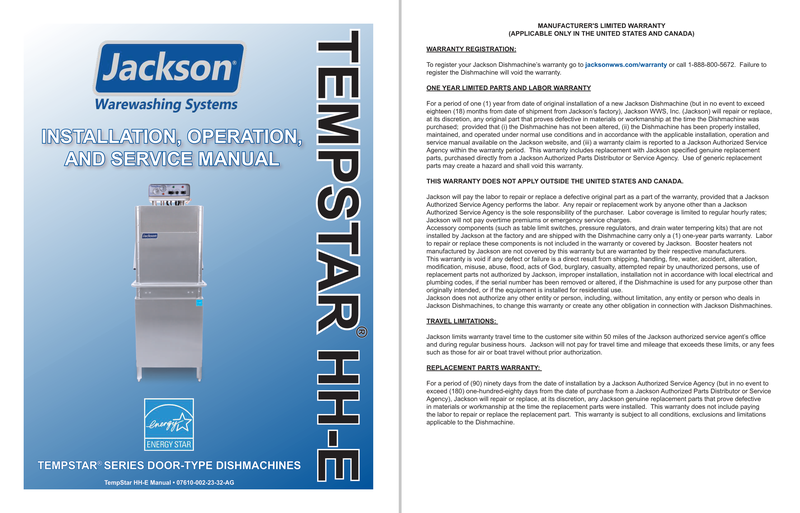 Jackson®
Warewashing Systems
INSTALLATION, OPERATION,
AND SERVICE MANUAL
Jackson
energy
ENERGY STAR
TEMPSTAR® SERIES DOOR-TYPE DISHMACHINES
TempStar HH-E Manual • 07610-002-23-32-AG
TEMPSTAR® HH-E
MANUFACTURER'S LIMITED WARRANTY
(APPLICABLE ONLY IN THE UNITED STATES AND CANADA)
WARRANTY REGISTRATION:
To register your Jackson Dishmachine's warranty go to jacksonwws.com/warranty or call 1-888-800-5672. Failure to
register the Dishmachine will void the warranty.
ONE YEAR LIMITED PARTS AND LABOR WARRANTY
For a period of one (1) year from date of original installation of a new Jackson Dishmachine (but in no event to exceed
eighteen (18) months from date of shipment from Jackson's factory), Jackson WWS, Inc. (Jackson) will repair or replace,
at its discretion, any original part that proves defective in materials or workmanship at the time the Dishmachine was
purchased; provided that (i) the Dishmachine has not been altered, (ii) the Dishmachine has been properly installed,
maintained, and operated under normal use conditions and in accordance with the applicable installation, operation and
service manual available on the Jackson website, and (iii) a warranty claim is reported to a Jackson Authorized Service
Agency within the warranty period. This warranty includes replacement with Jackson specified genuine replacement
parts, purchased directly from a Jackson Authorized Parts Distributor or Service Agency. Use of generic replacement
parts may create a hazard and shall void this warranty.
THIS WARRANTY DOES NOT APPLY OUTSIDE THE UNITED STATES AND CANADA.
Jackson will pay the labor to repair or replace a defective original part as a part of the warranty, provided that a Jackson
Authorized Service Agency performs the labor. Any repair or replacement work by anyone other than a Jackson
Authorized Service Agency is the sole responsibility of the purchaser. Labor coverage is limited to regular hourly rates;
Jackson will not pay overtime premiums or emergency service charges.
Accessory components (such as table limit switches, pressure regulators, and drain water tempering kits) that are not
installed by Jackson at the factory and are shipped with the Dishmachine carry only a (1) one-year parts warranty. Labor
to repair or replace these components is not included in the warranty or covered by Jackson. Booster heaters not
manufactured by Jackson are not covered by this warranty but are warranted by their respective manufacturers.
This warranty is void if any defect or failure is a direct result from shipping, handling, fire, water, accident, alteration,
modification, misuse, abuse, flood, acts of God, burglary, casualty, attempted repair by unauthorized persons, use of
replacement parts not authorized by Jackson, improper installation, installation not in accordance with local electrical and
plumbing codes, if the serial number has been removed or altered, if the Dishmachine is used for any purpose other than
originally intended, or if the equipment is installed for residential use.
Jackson does not authorize any other entity or person, including, without limitation, any entity or person who deals in
Jackson Dishmachines, to change this warranty or create any other obligation in connection with Jackson Dishmachines.
TRAVEL LIMITATIONS:
Jackson limits warranty travel time to the customer site within 50 miles of the Jackson authorized service agent's office
and during regular business hours. Jackson will not pay for travel time and mileage that exceeds these limits, or any fees
such as those for air or boat travel without prior authorization.
REPLACEMENT PARTS WARRANTY:
For a period of (90) ninety days from the date of installation by a Jackson Authorized Service Agency (but in no event to
exceed (180) one-hundred-eighty days from the date of purchase from a Jackson Authorized Parts Distributor or Service
Agency), Jackson will repair or replace, at its discretion, any Jackson genuine replacement parts that prove defective
in materials or workmanship at the time the replacement parts were installed. This warranty does not include paying
the labor to repair or replace the replacement part. This warranty is subject to all conditions, exclusions and limitations
applicable to the Dishmachine.